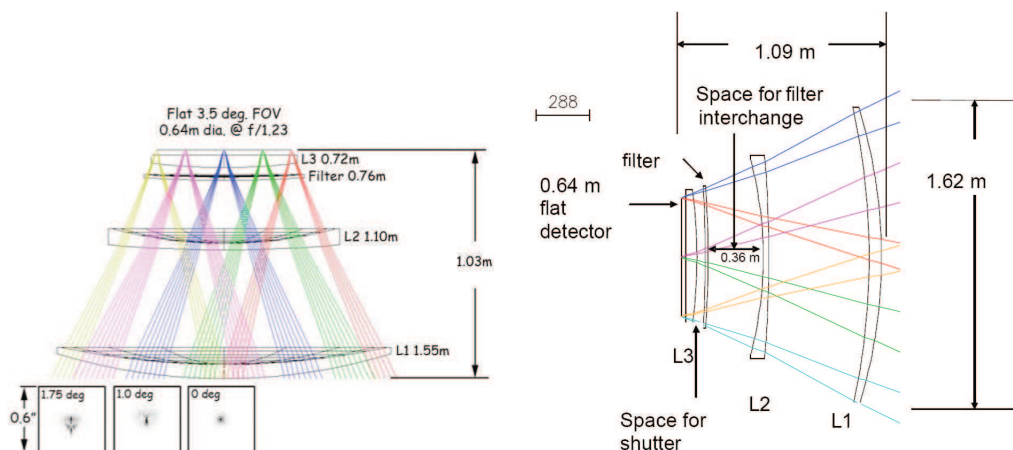 Flat 3.5 deg. FOV
0.64m dia. @ f/1.23
L3 0.72m
Filter 0.76m
L2 1.10m
1.03m
L1 1.55m
0.6"
1.75 deg
1.0 deg
0 deg
1.09 m
288
Space for filter
interchange
filter
0.64 m
flat
detector
1.62 m
0.36 m
L3
L2
L1
Space for
shutter